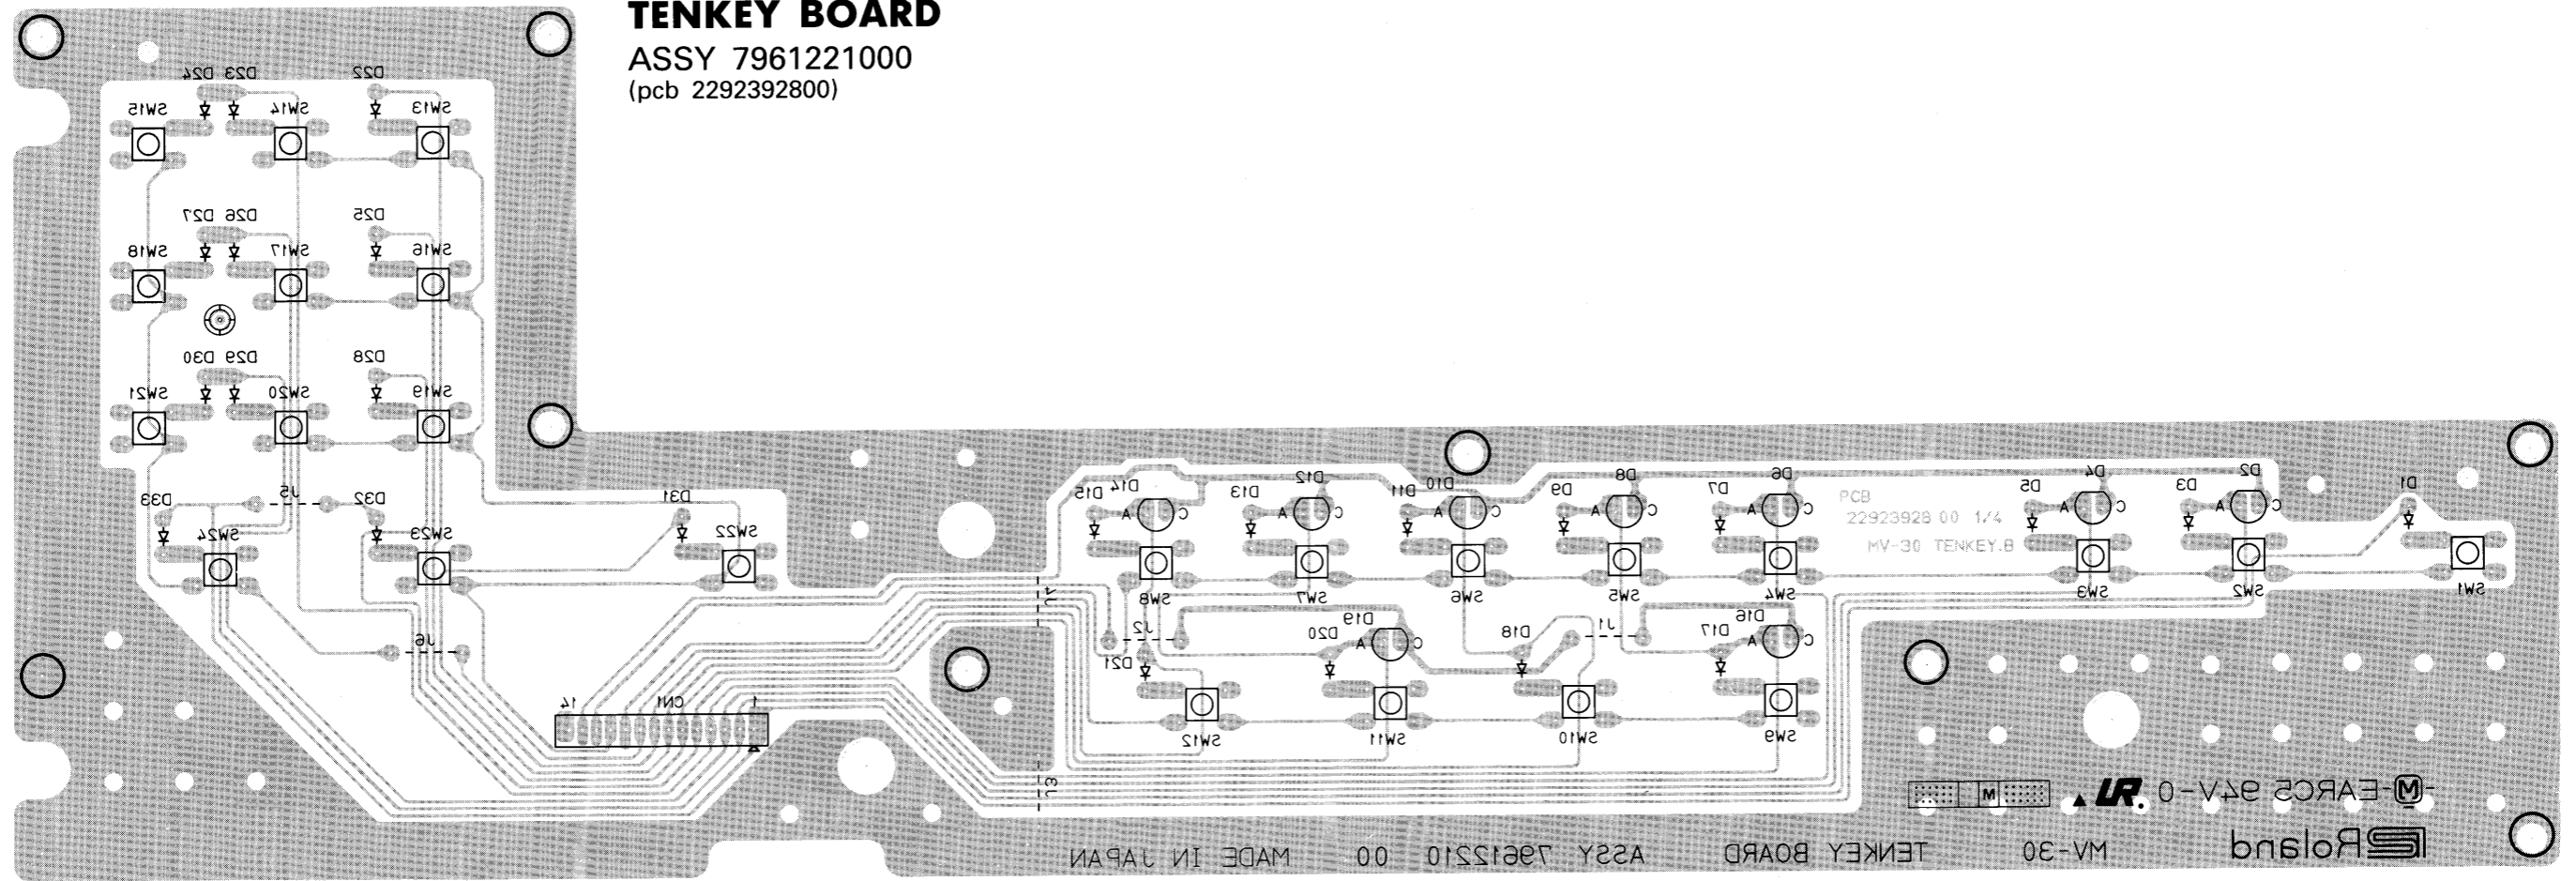 TENKEY BOARD
ASSY 7961221000
(pcb 2292392800)
D24 D23 D22
SW15 SW14 SW13
D27 D26 D25
SW18 SW17 SW16
D30 D29 D28
SW21 SW20 SW19
D33 J5 D32 D31
SW24 SW23 SW22
J6
14 CN1 1
D15 D14 D13 D12 D11 D10 D9 D8 D7 D6 D5 D4 D3 D2 D1
A C A C A C A C A C A C A C
PCB
22923928 00 1/4
MV-30 TENKEY.B
J4
SW8 SW7 SW6 SW5 SW4 SW3 SW2 SW1
J2 D21 D20 D19 D18 J1 D17 D16
A C A C
SW12 SW11 SW10 SW9
J3
M
UR
-M-EARC5 94V-0
Roland
MV-30 TENKEY BOARD ASSY 79612210 00 MADE IN JAPAN